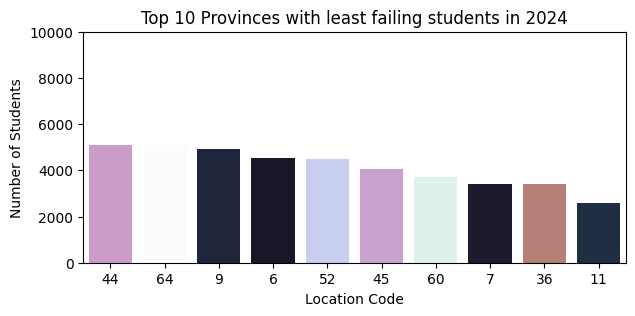 Top 10 Provinces with least failing students in 2024
10000
8000
6000
4000
2000
0
Number of Students
44 64 9 6 52 45 60 7 36 11
Location Code